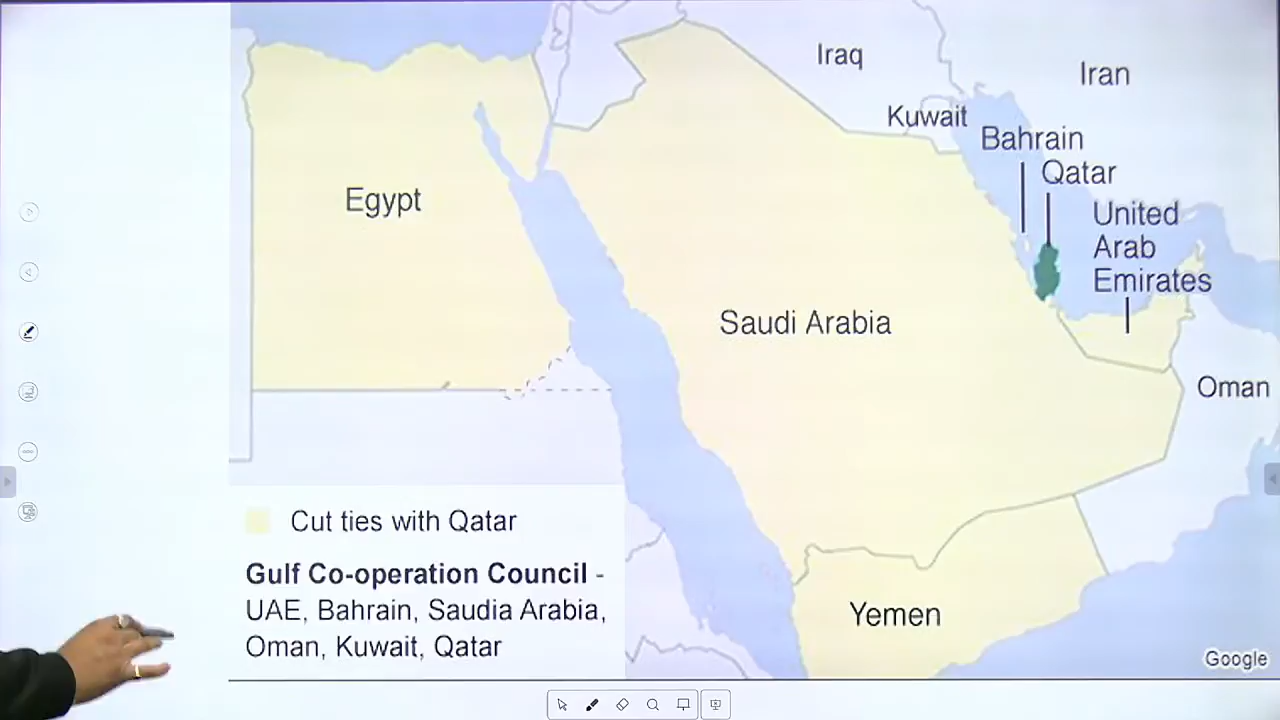 Iraq
Iran
Kuwait
Bahrain
Qatar
Egypt
United
Arab
Emirates
Saudi Arabia
Oman
Cut ties with Qatar
Gulf Co-operation Council -
UAE, Bahrain, Saudia Arabia,
Oman, Kuwait, Qatar
Yemen
Google